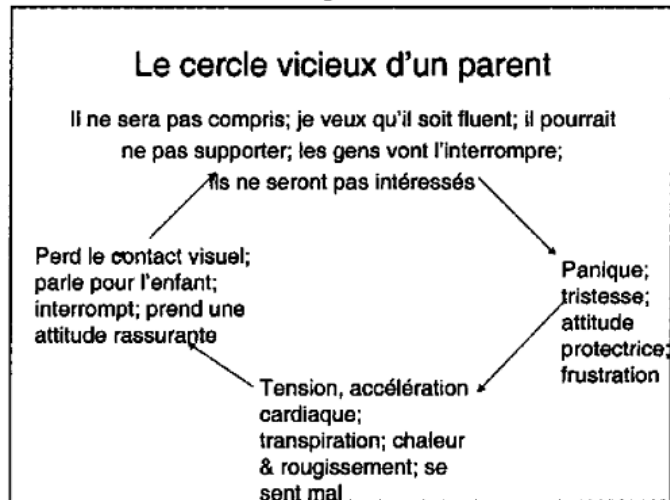 Le cercle vicieux d'un parent
Il ne sera pas compris; je veux qu'il soit fluent; il pourrait
ne pas supporter; les gens vont l'interrompre;
ils ne seront pas intéressés
Perd le contact visuel;
parle pour l'enfant;
interrompt; prend une
attitude rassurante
Panique;
tristesse;
attitude
protectrice;
frustration
Tension, accélération
cardiaque;
transpiration; chaleur
& rougissement; se
sent mal